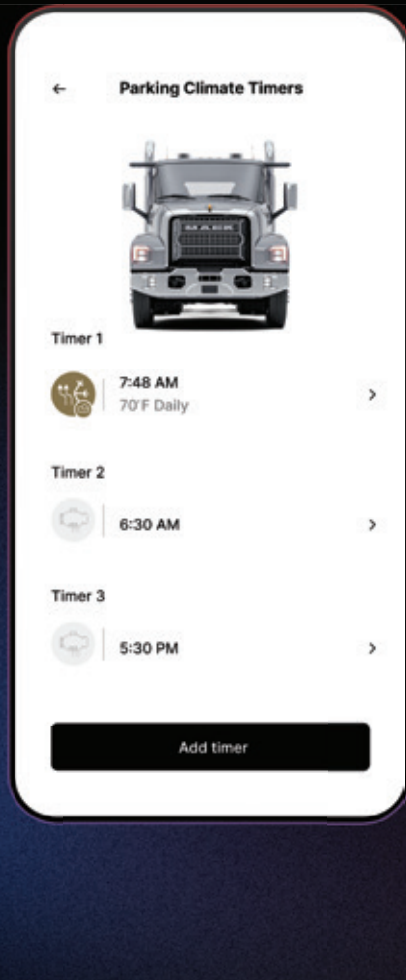 Parking Climate Timers
MACK
Timer 1
7:48 AM
70°F Daily
Timer 2
6:30 AM
Timer 3
5:30 PM
Add timer